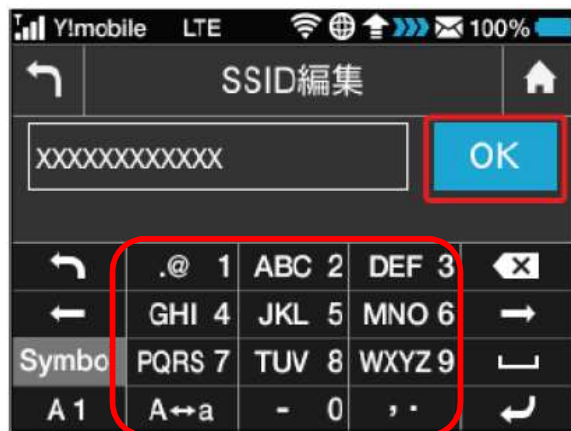 Y!mobile LTE 100%
SSID編集
XXXXXXXXXXXX OK
.@ 1 ABC 2 DEF 3
GHI 4 JKL 5 MNO 6
Symbo PQRS 7 TUV 8 WXYZ 9
A 1 A↔a - 0 , .